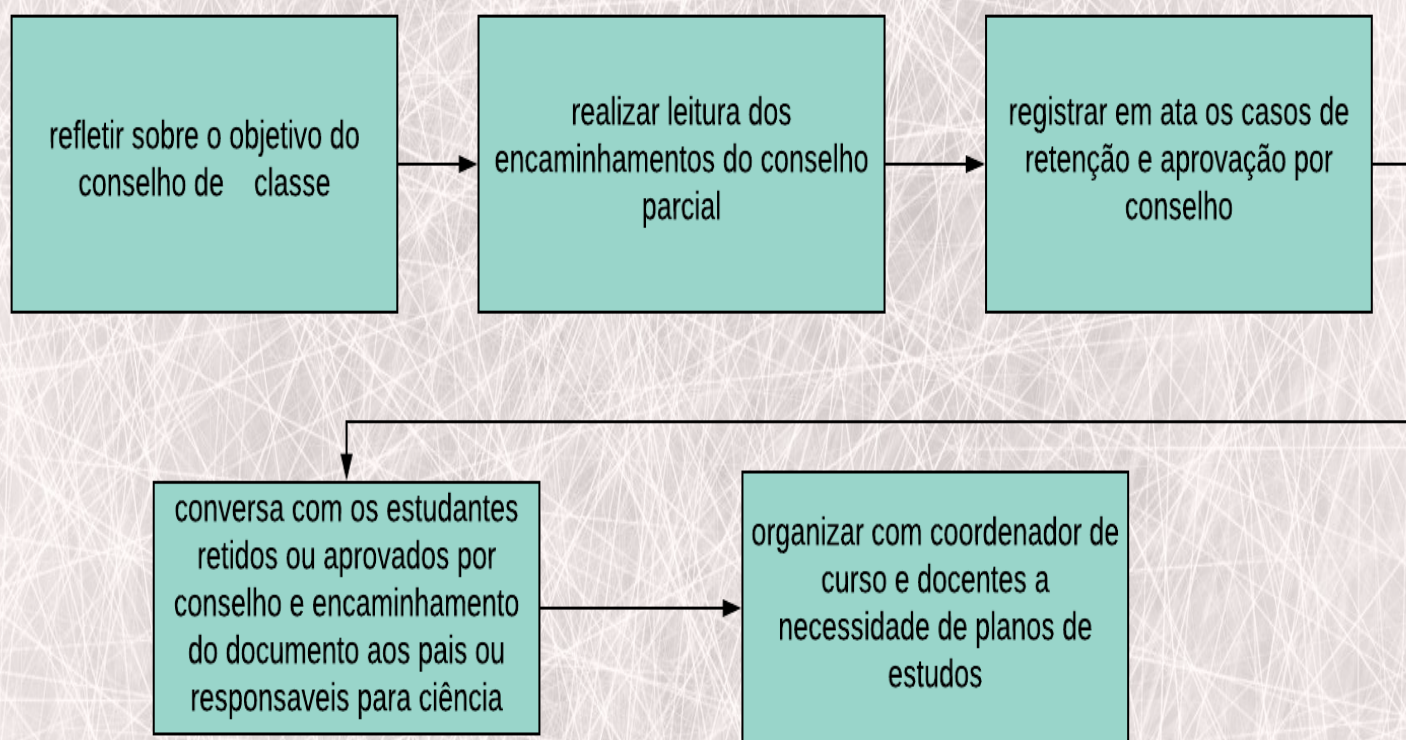 refletir sobre o objetivo do
conselho de classe
realizar leitura dos
encaminhamentos do conselho
parcial
registrar em ata os casos de
retenção e aprovação por
conselho
conversa com os estudantes
retidos ou aprovados por
conselho e encaminhamento
do documento aos pais ou
responsaveis para ciência
organizar com coordenador de
curso e docentes a
necessidade de planos de
estudos